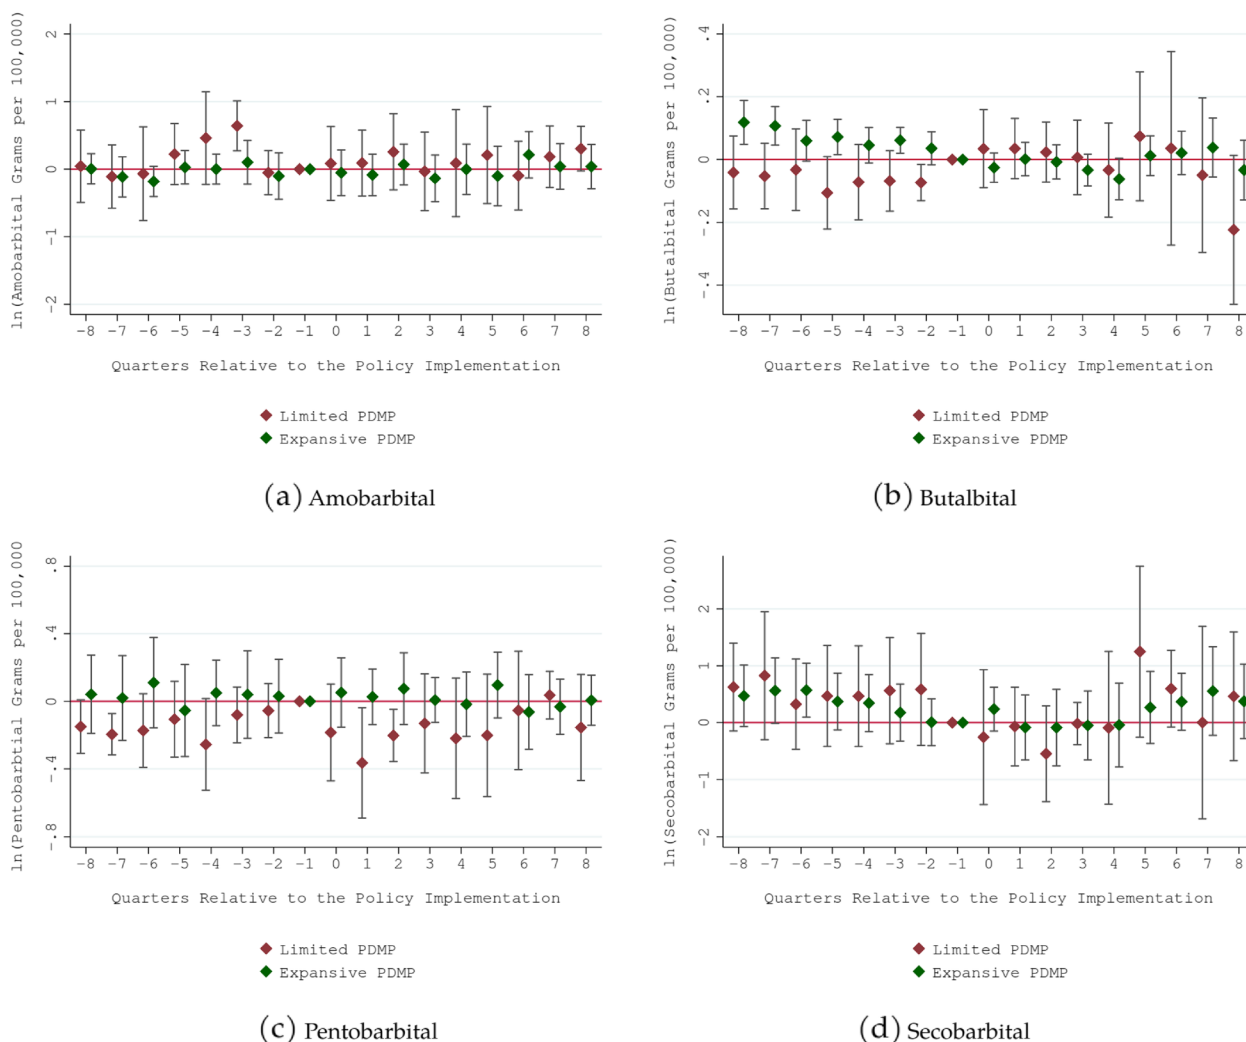 ln(Amobarbital Grams per 100,000)
2
1
0
-1
-2
-8 -7 -6 -5 -4 -3 -2 -1 0 1 2 3 4 5 6 7 8
Quarters Relative to the Policy Implementation
Limited PDMP
Expansive PDMP
(a) Amobarbital
ln(Butalbital Grams per 100,000)
.4
.2
0
-.2
-.4
-8 -7 -6 -5 -4 -3 -2 -1 0 1 2 3 4 5 6 7 8
Quarters Relative to the Policy Implementation
Limited PDMP
Expansive PDMP
(b) Butalbital
ln(Pentobarbital Grams per 100,000
.8
.4
0
-.4
-.8
-8 -7 -6 -5 -4 -3 -2 -1 0 1 2 3 4 5 6 7 8
Quarters Relative to the Policy Implementation
Limited PDMP
Expansive PDMP
(c) Pentobarbital
ln(Secobarbital Grams per 100,000)
2
1
0
-1
-2
-8 -7 -6 -5 -4 -3 -2 -1 0 1 2 3 4 5 6 7 8
Quarters Relative to the Policy Implementation
Limited PDMP
Expansive PDMP
(d) Secobarbital